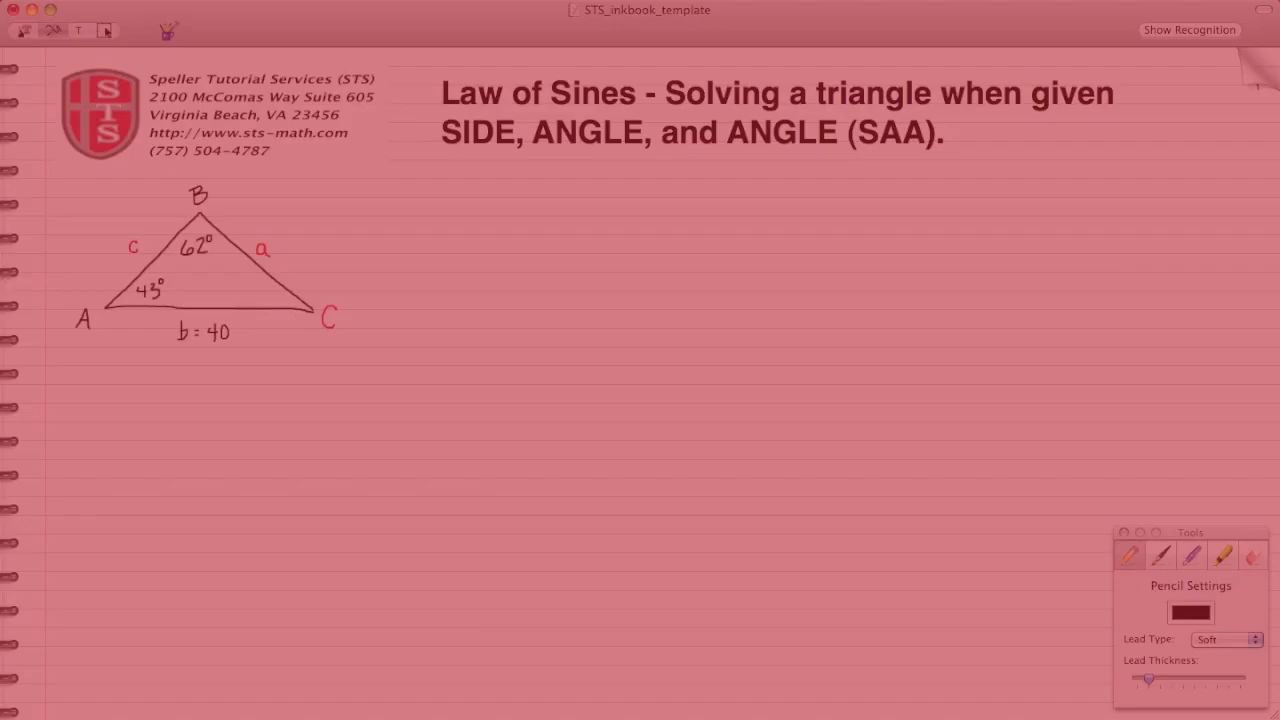 STS_inkbook_template
T
Show Recognition
S
T
S
Speller Tutorial Services (STS)
2100 McComas Way Suite 605
Virginia Beach, VA 23456
http://www.sts-math.com
(757) 504-4787
Law of Sines - Solving a triangle when given
SIDE, ANGLE, and ANGLE (SAA).
1
B
c 62° a
43°
A C
b = 40
Tools
Pencil Settings
Lead Type: Soft
Lead Thickness: